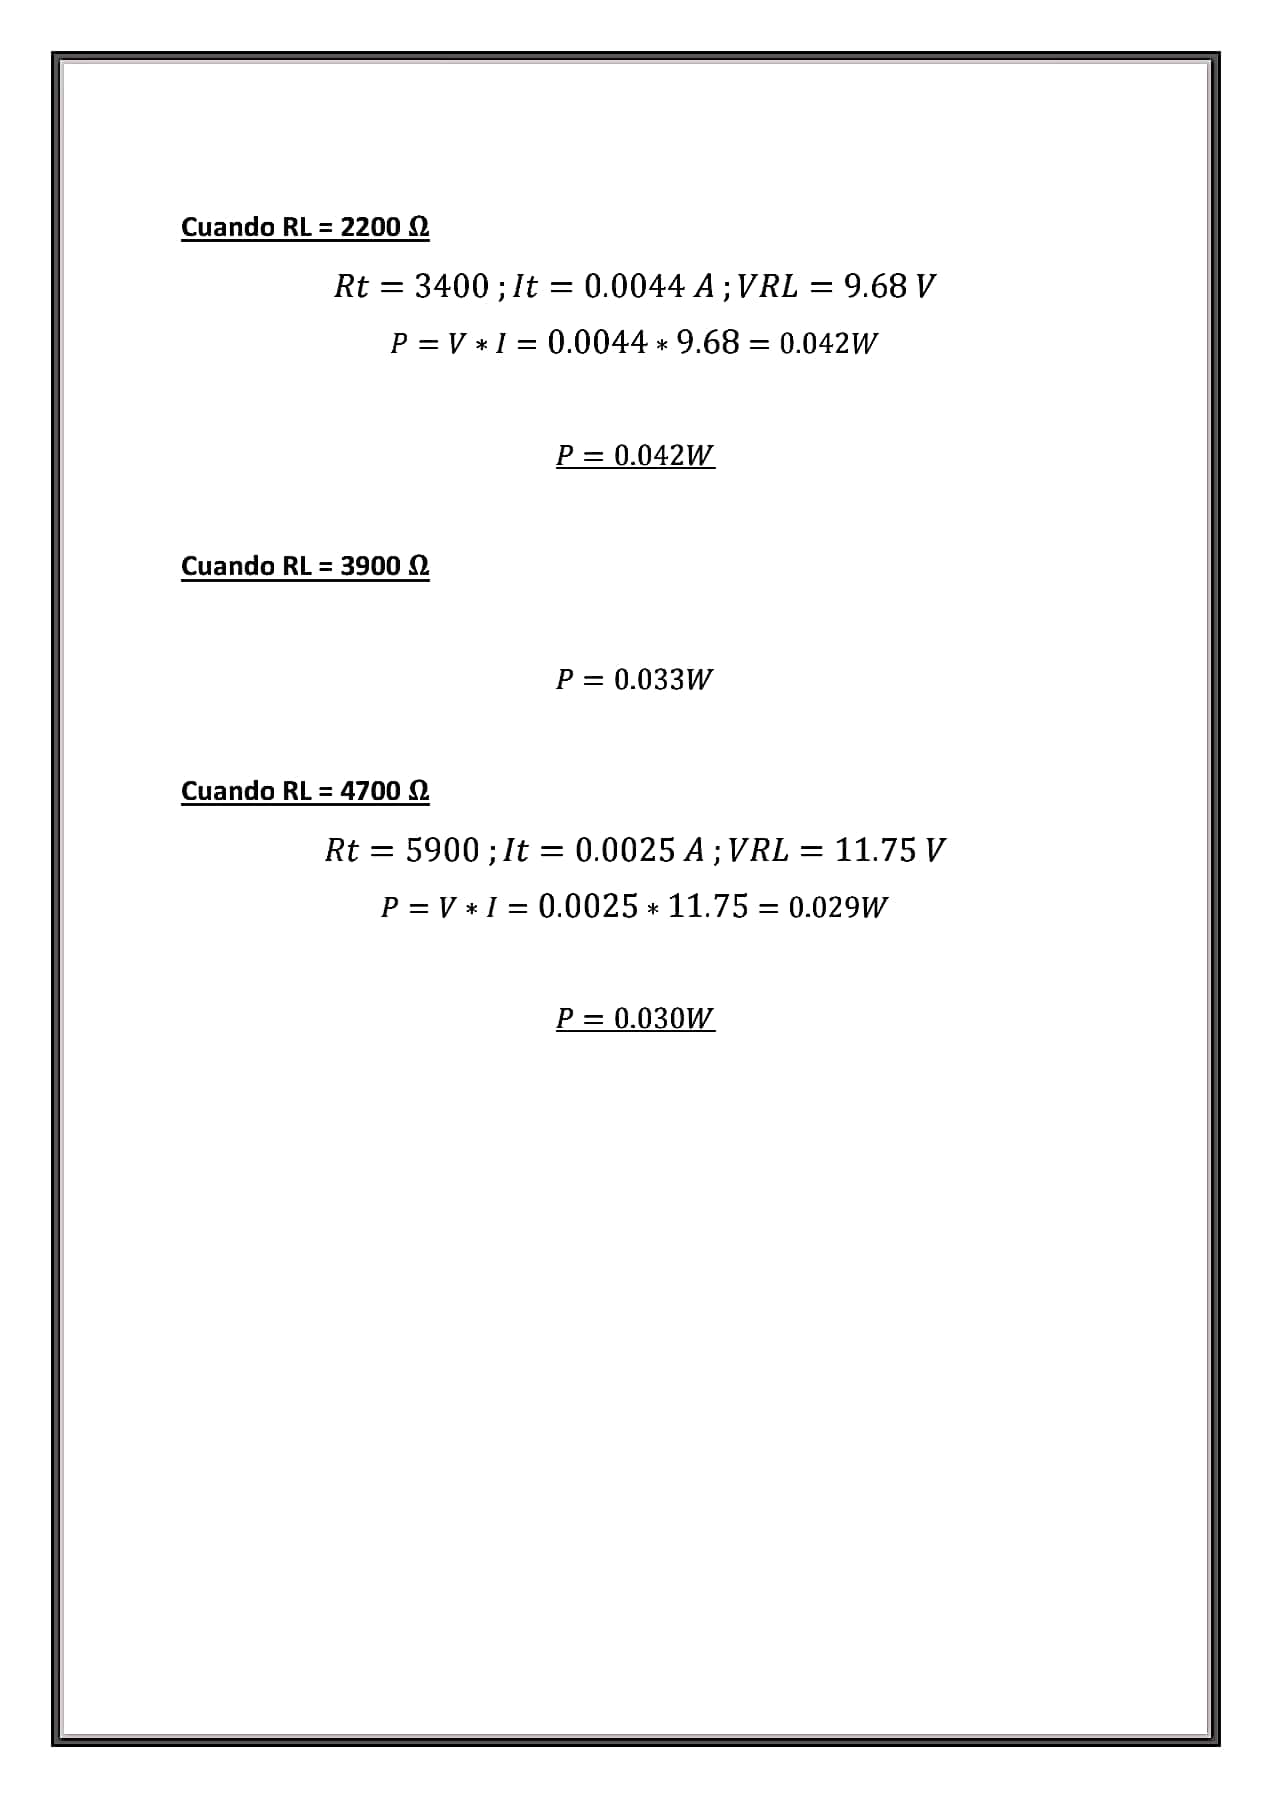 Cuando RL = 2200 Ω
Rt = 3400 ; It = 0.0044 A ; VRL = 9.68 V
P = V ∗ I = 0.0044 ∗ 9.68 = 0.042W
P = 0.042W
Cuando RL = 3900 Ω
P = 0.033W
Cuando RL = 4700 Ω
Rt = 5900 ; It = 0.0025 A ; VRL = 11.75 V
P = V ∗ I = 0.0025 ∗ 11.75 = 0.029W
P = 0.030W